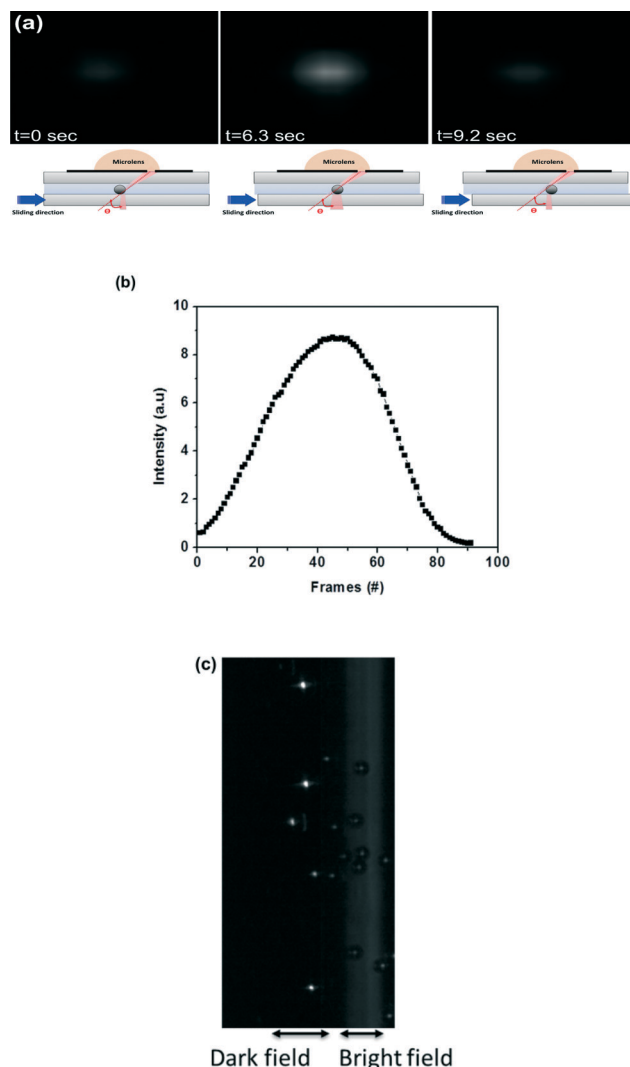 (a)
t=0 sec t=6.3 sec t=9.2 sec
Microlens Microlens Microlens
Sliding direction θ Sliding direction θ Sliding direction θ
(b)
10
8
6
4
2
0
Intensity (a.u)
0 20 40 60 80 100
Frames (#)
(c)
Dark field Bright field